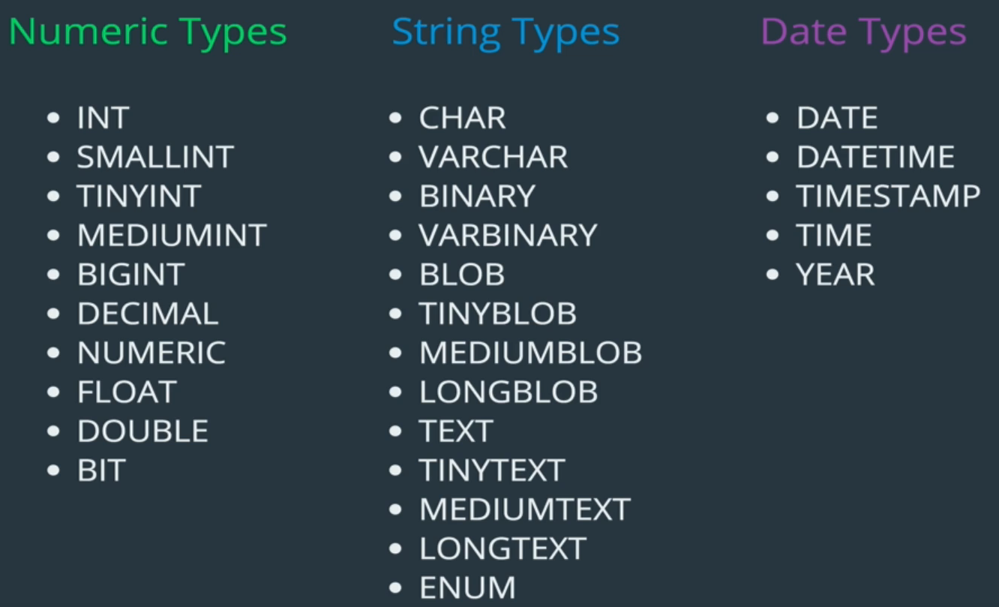 Numeric Types
• INT
• SMALLINT
• TINYINT
• MEDIUMINT
• BIGINT
• DECIMAL
• NUMERIC
• FLOAT
• DOUBLE
• BIT
String Types
• CHAR
• VARCHAR
• BINARY
• VARBINARY
• BLOB
• TINYBLOB
• MEDIUMBLOB
• LONGBLOB
• TEXT
• TINYTEXT
• MEDIUMTEXT
• LONGTEXT
• ENUM
Date Types
• DATE
• DATETIME
• TIMESTAMP
• TIME
• YEAR